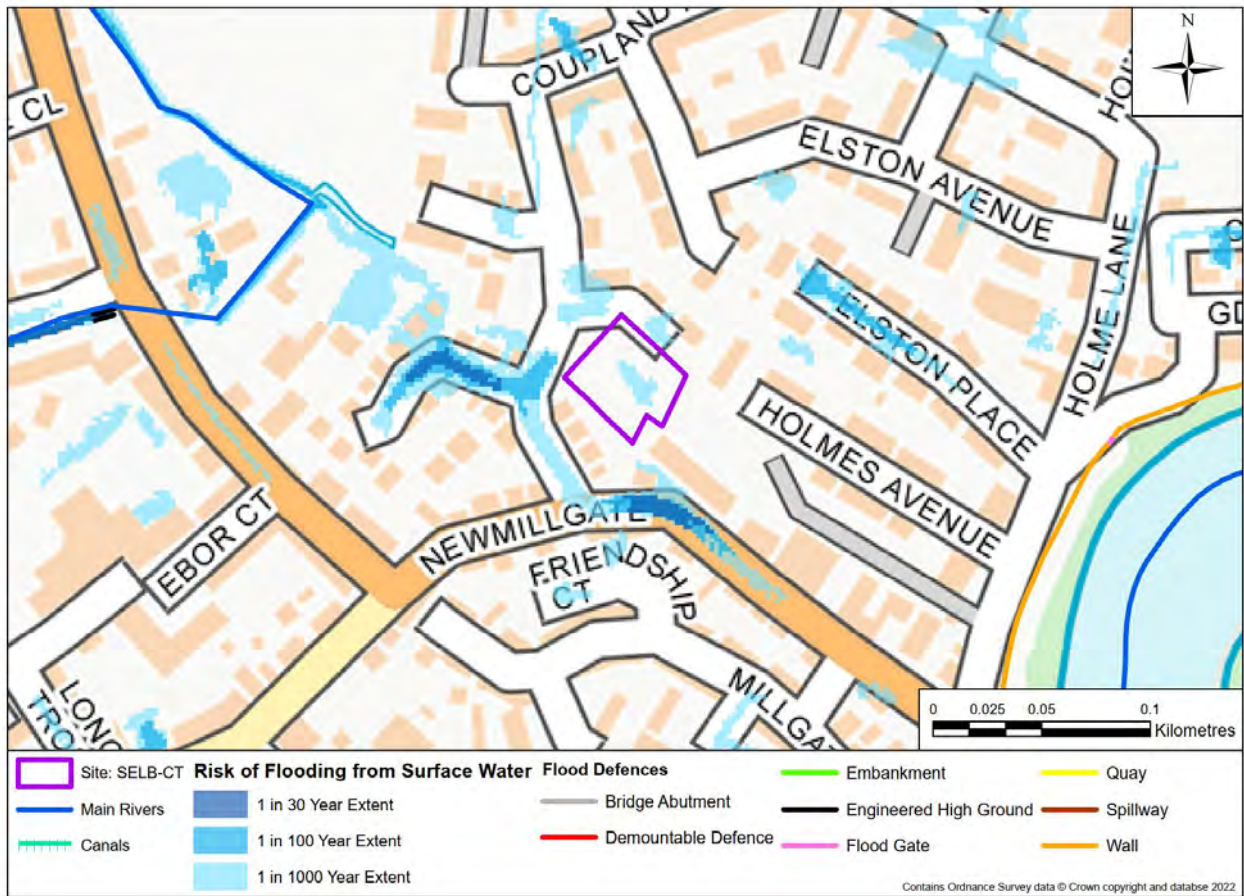 N
COUPLAND
CL
ELSTON AVENUE
HOLME LANE
ELSTON PLACE
HOLMES AVENUE
GD
EBOR CT
NEWMILLGATE
FRIENDSHIP
CT
MILLGA
LONG
TRO
0 0.025 0.05 0.1
Kilometres
Site: SELB-CT
Main Rivers
Canals
Risk of Flooding from Surface Water
1 in 30 Year Extent
1 in 100 Year Extent
1 in 1000 Year Extent
Flood Defences
Bridge Abutment
Demountable Defence
Embankment
Engineered High Ground
Flood Gate
Quay
Spillway
Wall
Contains Ordnance Survey data © Crown copyright and databse 2022